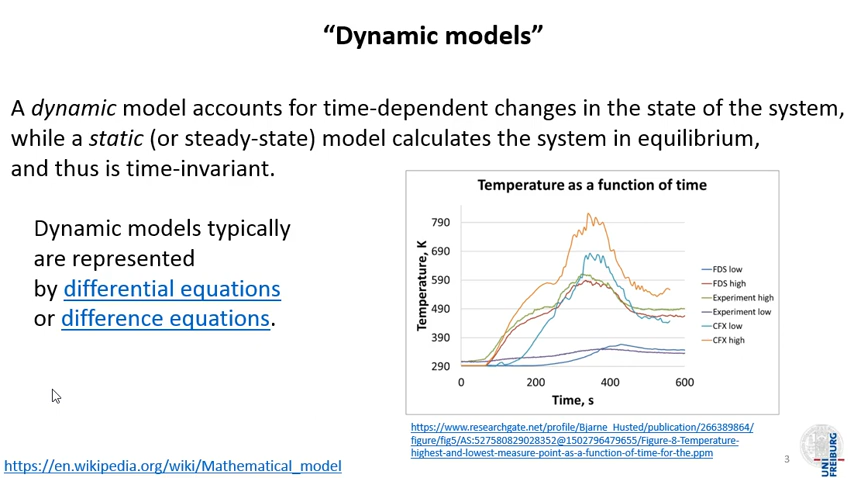 “Dynamic models”
A dynamic model accounts for time-dependent changes in the state of the system,
while a static (or steady-state) model calculates the system in equilibrium,
and thus is time-invariant.
Dynamic models typically
are represented
by differential equations
or difference equations.
Temperature as a function of time
Temperature, K
790
690
590
490
390
290
0 200 400 600
Time, s
FDS low
FDS high
Experiment high
Experiment low
CFX low
CFX high
https://www.researchgate.net/profile/Bjarne_Husted/publication/266389864/
figure/fig5/AS:527580829028352@1502796479655/Figure-8-Temperature-
highest-and-lowest-measure-point-as-a-function-of-time-for-the.ppm
https://en.wikipedia.org/wiki/Mathematical_model
3
UNI
FREIBURG